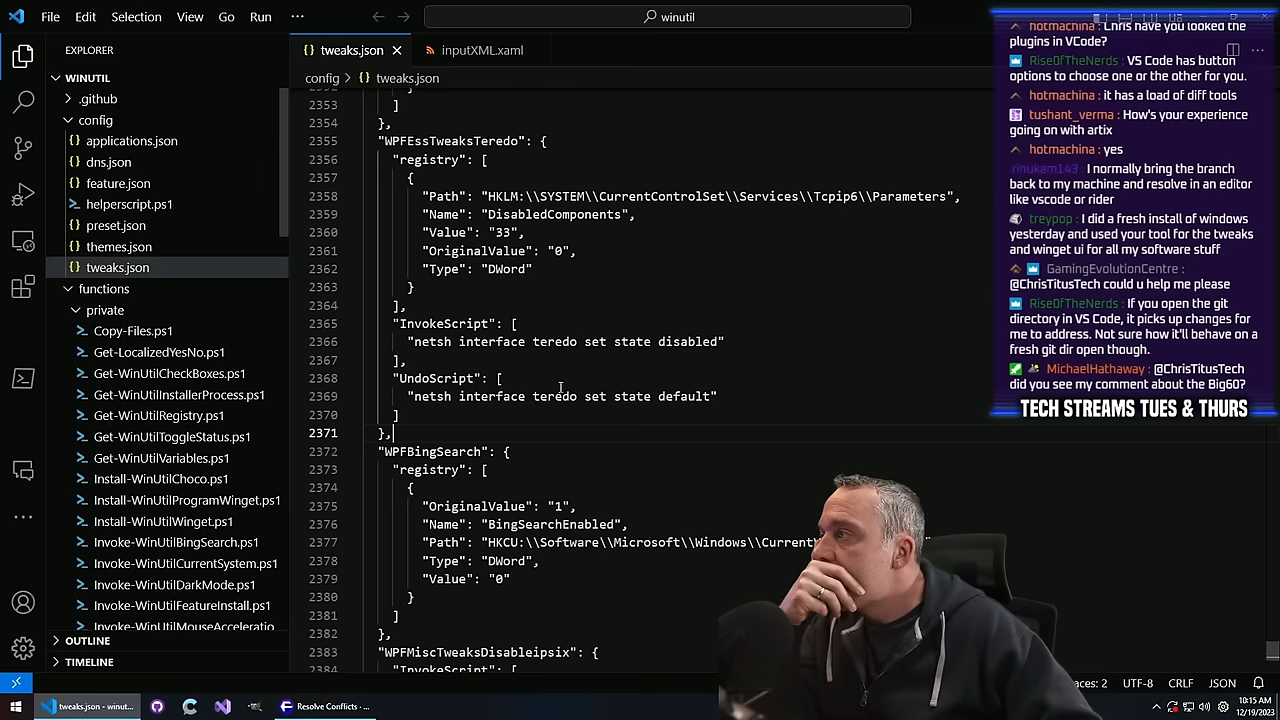 File Edit Selection View Go Run ···
winutil
EXPLORER
WINUTIL
.github
config
applications.json
dns.json
feature.json
helperscript.ps1
preset.json
themes.json
tweaks.json
functions
private
Copy-Files.ps1
Get-LocalizedYesNo.ps1
Get-WinUtilCheckBoxes.ps1
Get-WinUtilInstallerProcess.ps1
Get-WinUtilRegistry.ps1
Get-WinUtilToggleStatus.ps1
Get-WinUtilVariables.ps1
Install-WinUtilChoco.ps1
Install-WinUtilProgramWinget.ps1
Install-WinUtilWinget.ps1
Invoke-WinUtilBingSearch.ps1
Invoke-WinUtilCurrentSystem.ps1
Invoke-WinUtilDarkMode.ps1
Invoke-WinUtilFeatureInstall.ps1
Invoke-WinUtilMouseAcceleratio
OUTLINE
TIMELINE
{} tweaks.json
inputXML.xaml
config > {} tweaks.json
2353 ]
2354 },
2355 "WPFEssTweaksTeredo": {
2356 "registry": [
2357 {
2358 "Path": "HKLM:\\SYSTEM\\CurrentControlSet\\Services\\Tcpip6\\Parameters",
2359 "Name": "DisabledComponents",
2360 "Value": "33",
2361 "OriginalValue": "0",
2362 "Type": "DWord"
2363 }
2364 ],
2365 "InvokeScript": [
2366 "netsh interface teredo set state disabled"
2367 ],
2368 "UndoScript": [
2369 "netsh interface teredo set state default"
2370 ]
2371 },
2372 "WPFBingSearch": {
2373 "registry": [
2374 {
2375 "OriginalValue": "1",
2376 "Name": "BingSearchEnabled",
2377 "Path": "HKCU:\\Software\\Microsoft\\Windows\\Current
2378 "Type": "DWord",
2379 "Value": "0"
2380 }
2381 ]
2382 },
2383 "WPFMiscTweaksDisableipsix": {
2384 "InvokeScript": [
hotmachina : Chris have you looked the
plugins in VCode?
RiseOfTheNerds : VS Code has button
options to choose one or the other for you.
hotmachina : it has a load of diff tools
tushant_verma : How's your experience
going on with artix
hotmachina : yes
rinukam143 : I normally bring the branch
back to my machine and resolve in an editor
like vscode or rider
treypop : I did a fresh install of windows
yesterday and used your tool for the tweaks
and winget ui for all my software stuff
GamingEvolutionCentre :
@ChrisTitusTech could u help me please
RiseOfTheNerds : If you open the git
directory in VS Code, it picks up changes for
me to address. Not sure how it'll behave on a
fresh git dir open though.
MichaelHathaway : @ChrisTitusTech
did you see my comment about the Big60?
TECH STREAMS TUES & THURS
aces: 2 UTF-8 CRLF JSON
tweaks.json - winut...
Resolve Conflicts - ...
10:15 AM
12/19/2023